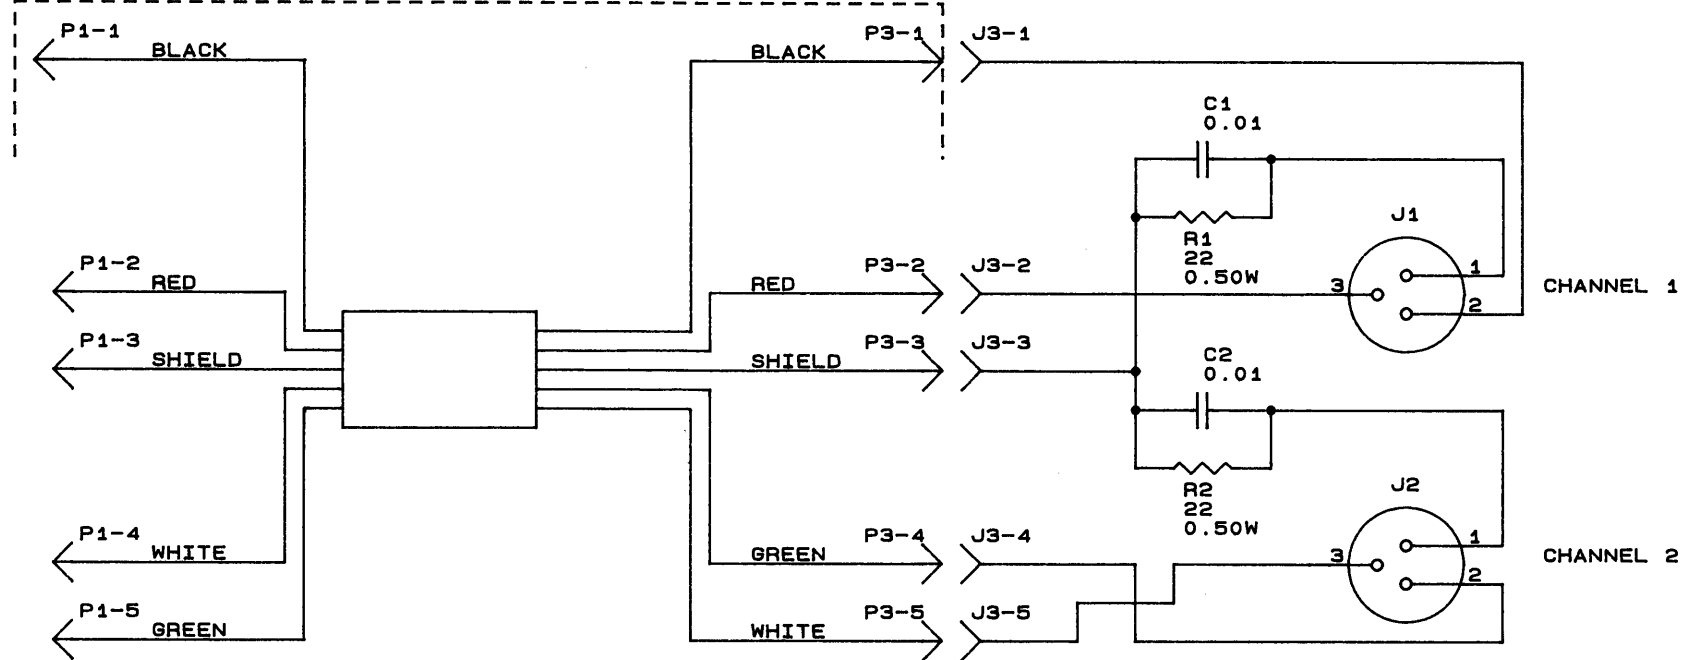 P1-1
BLACK
BLACK
P3-1
J3-1
C1
0.01
R1
22
0.50W
J1
1
2
3
CHANNEL 1
P1-2
RED
RED
P3-2
J3-2
P1-3
SHIELD
SHIELD
P3-3
J3-3
C2
0.01
R2
22
0.50W
J2
1
2
3
CHANNEL 2
P1-4
WHITE
GREEN
P3-4
J3-4
P1-5
GREEN
WHITE
P3-5
J3-5